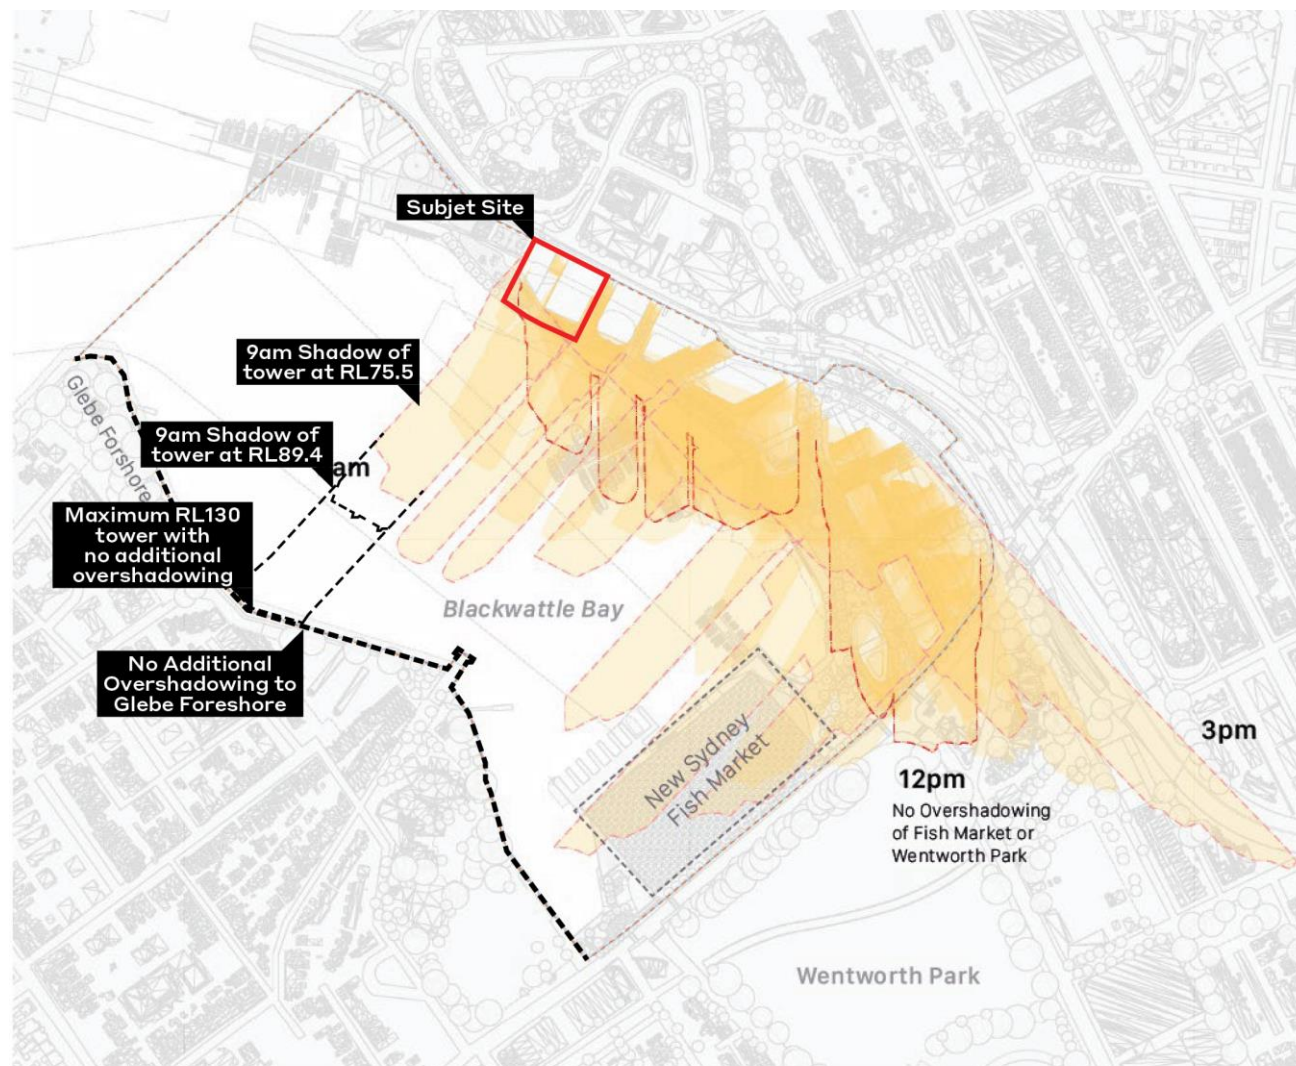 Subjet Site
9am Shadow of
tower at RL75.5
Glebe Forshore
9am Shadow of
tower at RL89.4
am
Maximum RL130
tower with
no additional
overshadowing
Blackwattle Bay
No Additional
Overshadowing to
Glebe Foreshore
New Sydney
Fish Market
3pm
12pm
No Overshadowing
of Fish Market or
Wentworth Park
Wentworth Park